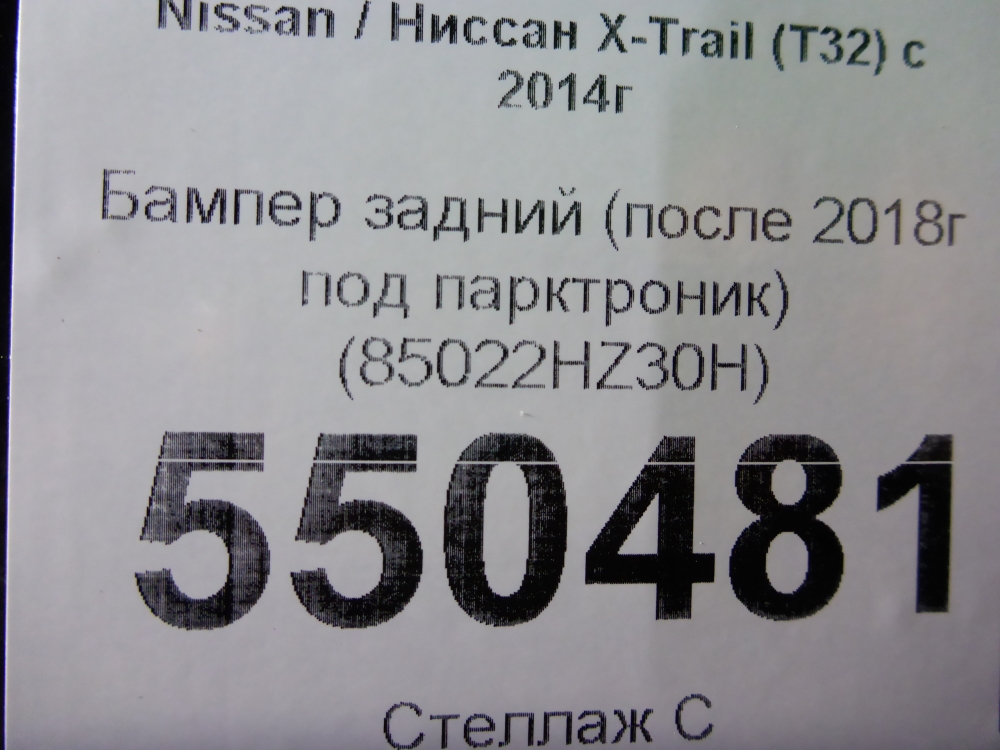 Nissan / Ниссан X-Trail (T32) с
2014г
Бампер задний (после 2018г
под парктроник)
(85022HZ30H)
550481
Стеллаж С